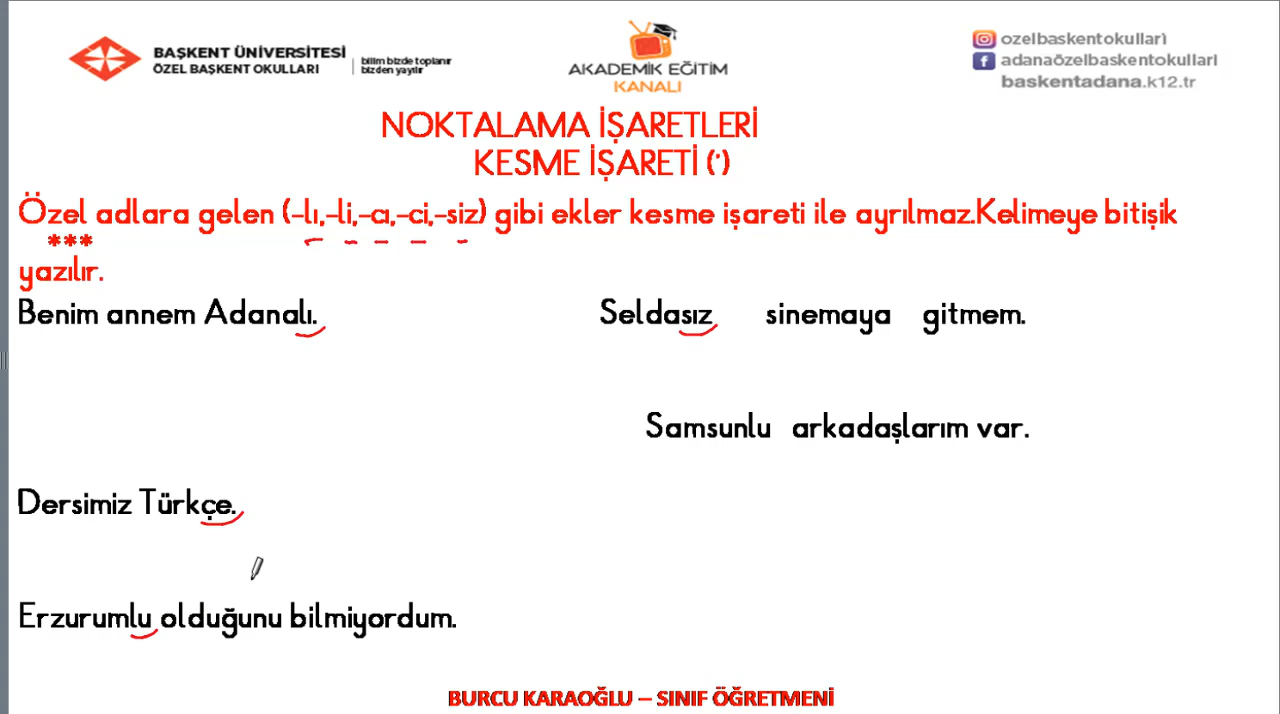 BAŞKENT ÜNİVERSİTESİ
ÖZEL BAŞKENT OKULLARI
bilim bizde toplanır
bizden yayılır
AKADEMİK EĞİTİM
KANALI
ozelbaskentokullari
adanaözelbaskentokullari
baskentadana.k12.tr
NOKTALAMA İŞARETLERİ
KESME İŞARETİ (')
Özel adlara gelen (-lı,-li,-cı,-ci,-siz) gibi ekler kesme işareti ile ayrılmaz.Kelimeye bitişik
***
yazılır.
Benim annem Adanalı.
Seldasız sinemaya gitmem.
Samsunlu arkadaşlarım var.
Dersimiz Türkçe.
Erzurumlu olduğunu bilmiyordum.
BURCU KARAOĞLU – SINIF ÖĞRETMENİ